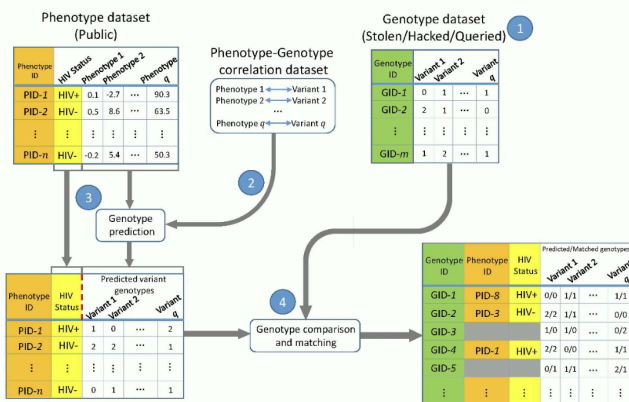 Phenotype dataset
(Public)
Phenotype ID HIV Status Phenotype 1 Phenotype 2 Phenotype q
PID-1 HIV+ 0.1 -2.7 ... 90.3
PID-2 HIV- 0.5 8.6 ... 63.5
⋮ ⋮ ⋮ ⋮ ⋮
PID-n HIV- -0.2 5.4 ... 50.3
Phenotype-Genotype
correlation dataset
Phenotype 1 Variant 1
Phenotype 2 Variant 2
...
Phenotype q Variant q
Genotype dataset
(Stolen/Hacked/Queried)
1
Genotype ID Variant 1 Variant 2 Variant q
GID-1 0 1 ... 1
GID-2 2 1 ... 0
⋮ ⋮ ⋮ ⋮
GID-m 1 2 ... 1
2
3
Genotype
prediction
Predicted variant
genotypes
Phenotype ID HIV Status Variant 1 Variant 2 Variant q
PID-1 HIV+ 1 0 ... 2
PID-2 HIV- 2 2 ... 1
⋮ ⋮ ⋮ ⋮ ⋮
PID-n HIV- 0 1 ... 1
4
Genotype comparison
and matching
Predicted/Matched genotypes
Genotype ID Phenotype ID HIV Status Variant 1 Variant 2 Variant q
GID-1 PID-8 HIV+ 0/0 1/1 ... 1/1
GID-2 PID-3 HIV- 2/2 1/1 ... 0/0
GID-3 1/0 1/0 ... 0/2
GID-4 PID-1 HIV+ 2/2 0/0 ... 1/1
GID-5 0/1 1/1 ... 2/1
⋮ ⋮ ⋮ ⋮ ⋮ ⋮